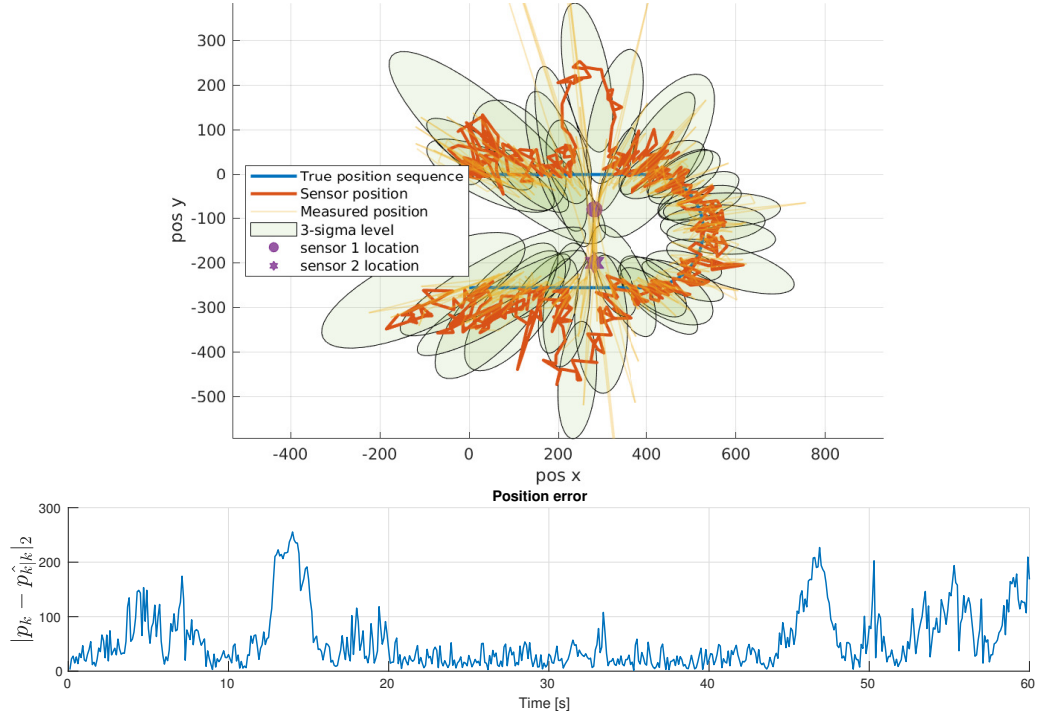 300
200
100
0
-100
-200
-300
-400
-500
pos y
True position sequence
Sensor position
Measured position
3-sigma level
sensor 1 location
sensor 2 location
-400 -200 0 200 400 600 800
pos x
Position error
300
200
100
0
|p_k - \hat{p_{k|k}}|_2
0 10 20 30 40 50 60
Time [s]